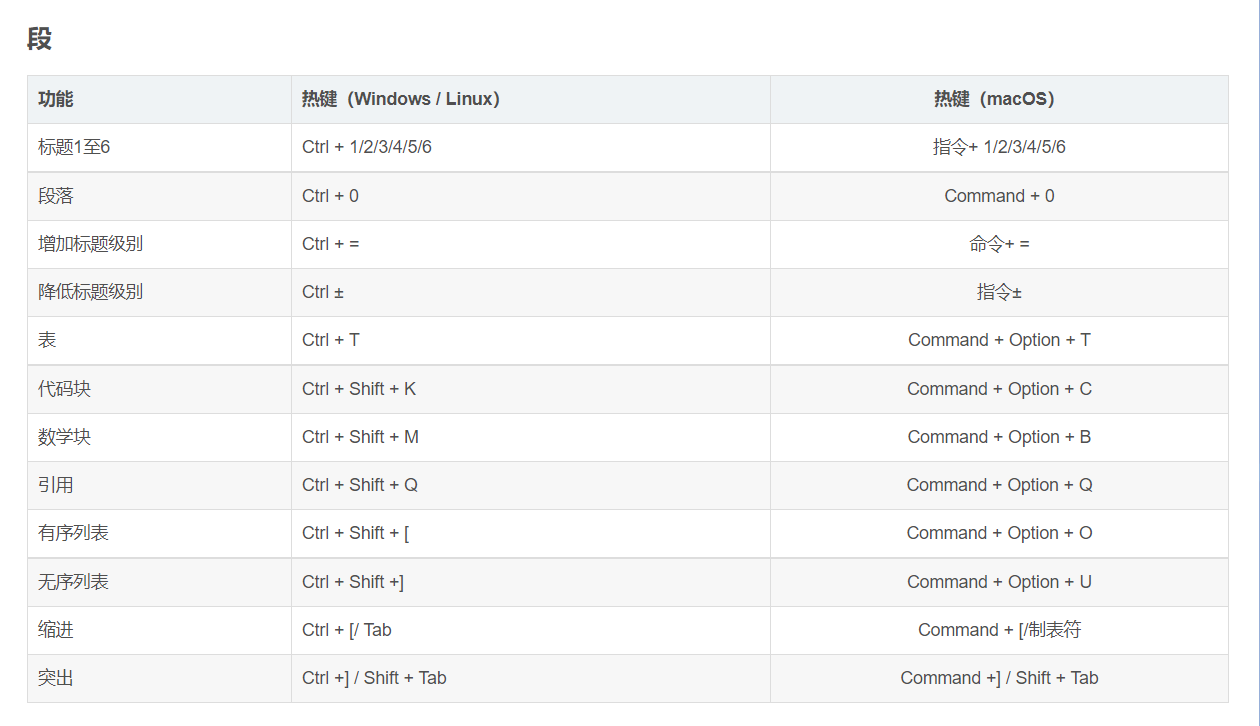 段
功能 热键（Windows / Linux） 热键（macOS）
标题1至6 Ctrl + 1/2/3/4/5/6 指令+ 1/2/3/4/5/6
段落 Ctrl + 0 Command + 0
增加标题级别 Ctrl + = 命令+ =
降低标题级别 Ctrl ± 指令±
表 Ctrl + T Command + Option + T
代码块 Ctrl + Shift + K Command + Option + C
数学块 Ctrl + Shift + M Command + Option + B
引用 Ctrl + Shift + Q Command + Option + Q
有序列表 Ctrl + Shift + [ Command + Option + O
无序列表 Ctrl + Shift +] Command + Option + U
缩进 Ctrl + [/ Tab Command + [/制表符
突出 Ctrl +] / Shift + Tab Command +] / Shift + Tab